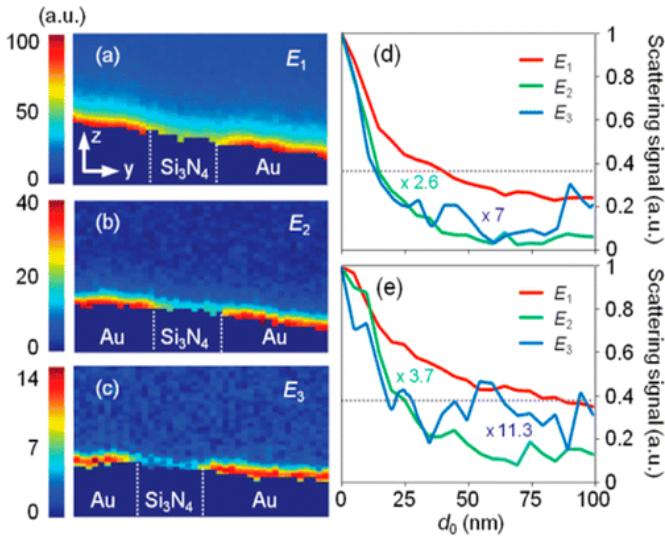 (a.u.)
100
50
0
(a)
E₁
z
y
Si₃N₄
Au
40
20
0
(b)
E₂
Au
Si₃N₄
Au
14
7
0
(c)
E₃
Au
Si₃N₄
Au
(d)
E₁
E₂
E₃
x 2.6
x 7
1
0.8
0.6
0.4
0.2
0
Scattering signal (a.u.)
(e)
E₁
E₂
E₃
x 3.7
x 11.3
1
0.8
0.6
0.4
0.2
0
Scattering signal (a.u.)
0
25
50
75
100
d₀ (nm)